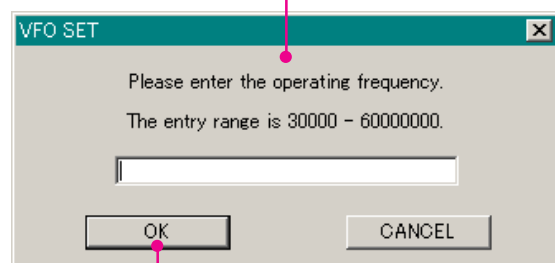 VFO SET
Please enter the operating frequency.
The entry range is 30000 - 60000000.
OK
CANCEL